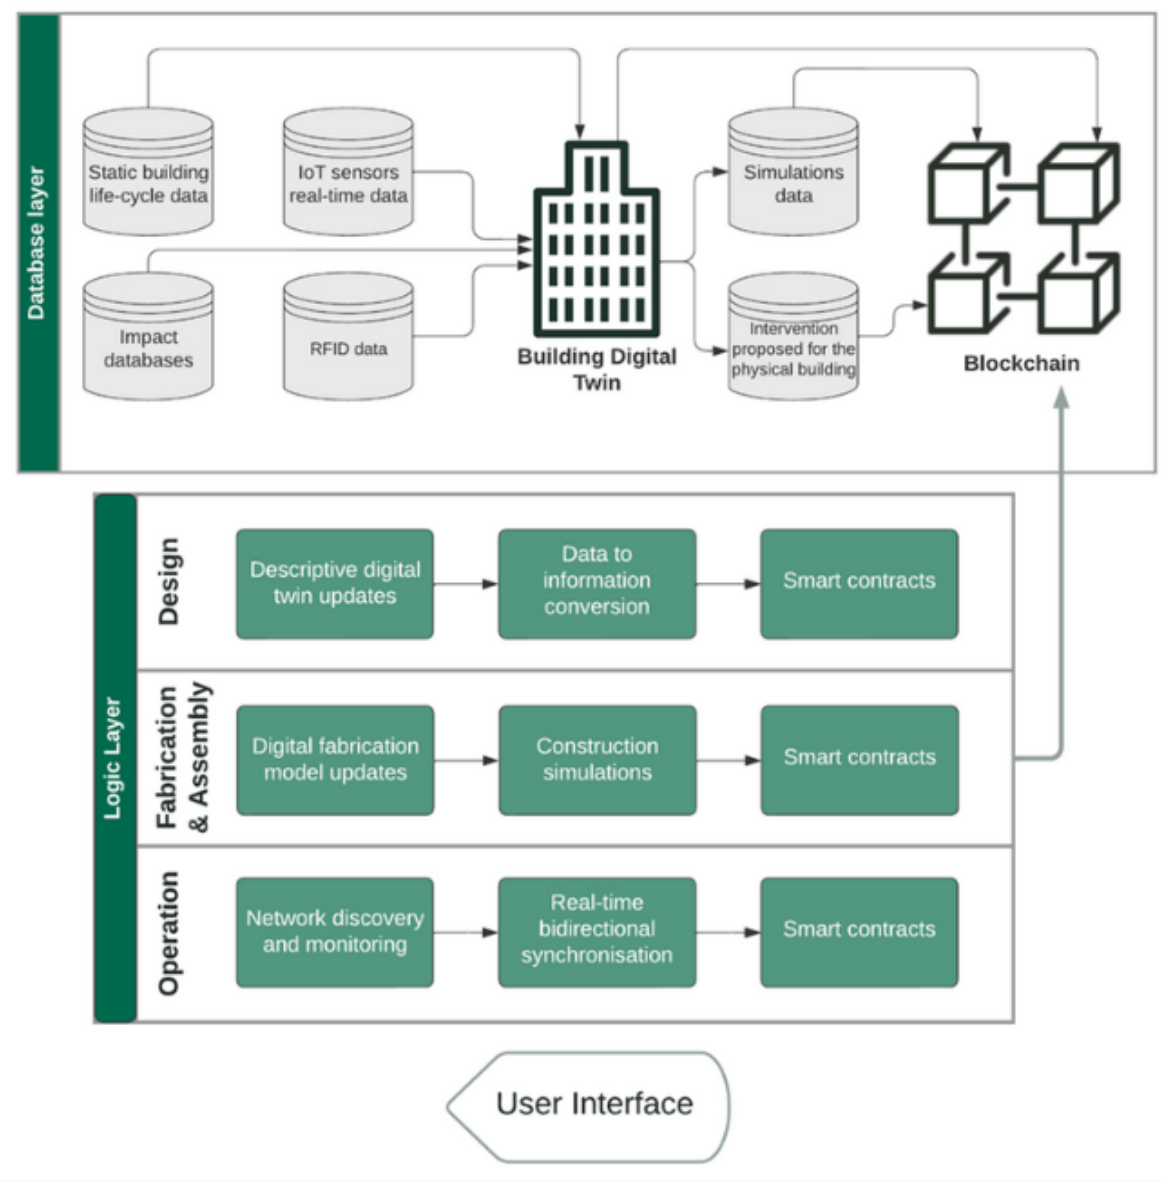 Database layer
Static building
life-cycle data
IoT sensors
real-time data
Simulations
data
Impact
databases
RFID data
Building Digital
Twin
Intervention
proposed for the
physical building
Blockchain
Logic Layer
Design
Descriptive digital
twin updates
Data to
information
conversion
Smart contracts
Fabrication
& Assembly
Digital fabrication
model updates
Construction
simulations
Smart contracts
Operation
Network discovery
and monitoring
Real-time
bidirectional
synchronisation
Smart contracts
User Interface